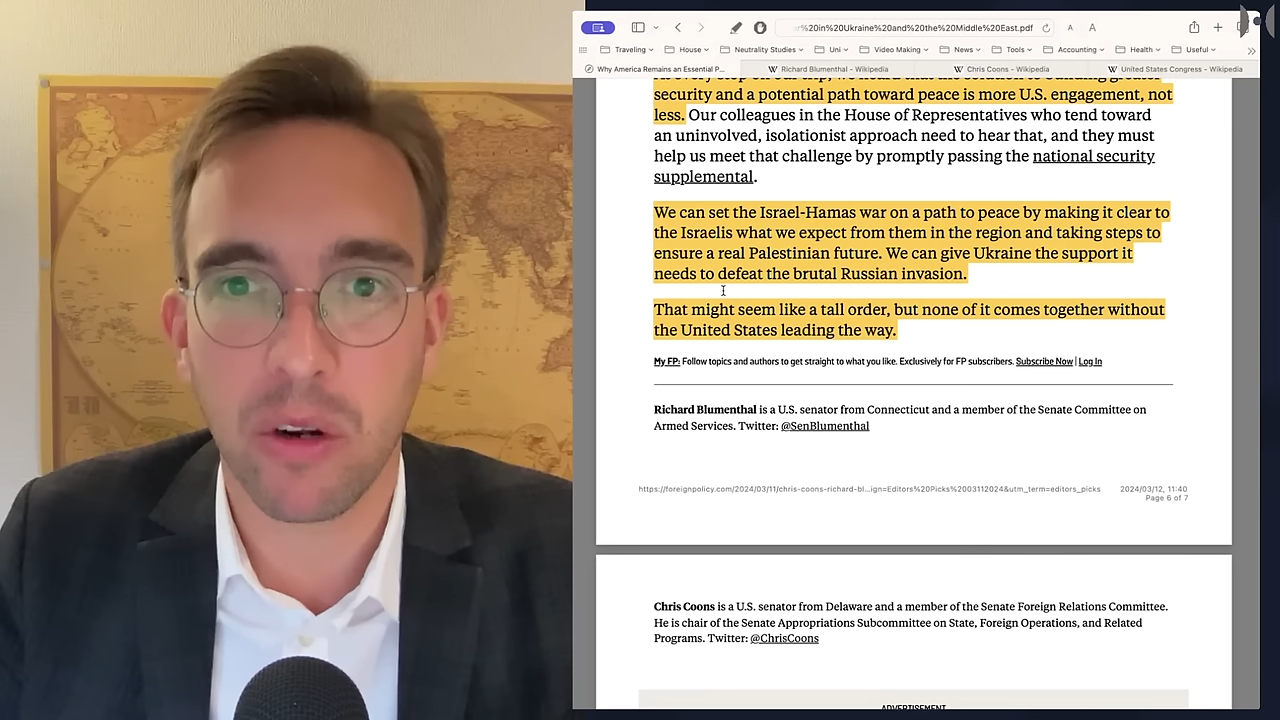 r%20in%20Ukraine%20and%20the%20Middle%20East.pdf
A
A
Traveling
House
Neutrality Studies
Uni
Video Making
News
Tools
Accounting
Health
Useful
Why America Remains an Essential P...
Richard Blumenthal - Wikipedia
Chris Coons - Wikipedia
United States Congress - Wikipedia
security and a potential path toward peace is more U.S. engagement, not
less. Our colleagues in the House of Representatives who tend toward
an uninvolved, isolationist approach need to hear that, and they must
help us meet that challenge by promptly passing the national security
supplemental.
We can set the Israel-Hamas war on a path to peace by making it clear to
the Israelis what we expect from them in the region and taking steps to
ensure a real Palestinian future. We can give Ukraine the support it
needs to defeat the brutal Russian invasion.
That might seem like a tall order, but none of it comes together without
the United States leading the way.
My FP: Follow topics and authors to get straight to what you like. Exclusively for FP subscribers. Subscribe Now | Log In
Richard Blumenthal is a U.S. senator from Connecticut and a member of the Senate Committee on
Armed Services. Twitter: @SenBlumenthal
https://foreignpolicy.com/2024/03/11/chris-coons-richard-bl...ign=Editors%20Picks%2003112024&utm_term=editors_picks
2024/03/12, 11:40
Page 6 of 7
Chris Coons is a U.S. senator from Delaware and a member of the Senate Foreign Relations Committee.
He is chair of the Senate Appropriations Subcommittee on State, Foreign Operations, and Related
Programs. Twitter: @ChrisCoons
ADVERTISEMENT